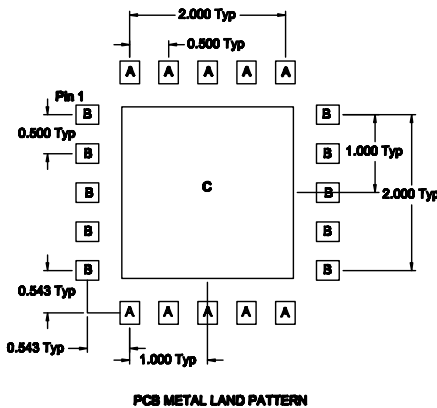 2.000 Typ
0.500 Typ
A A A A A
Pin 1
B B
0.500 Typ
1.000 Typ
B B
C
B B
2.000 Typ
B B
B B
0.543 Typ
A A A A A
0.543 Typ
1.000 Typ
PCB METAL LAND PATTERN